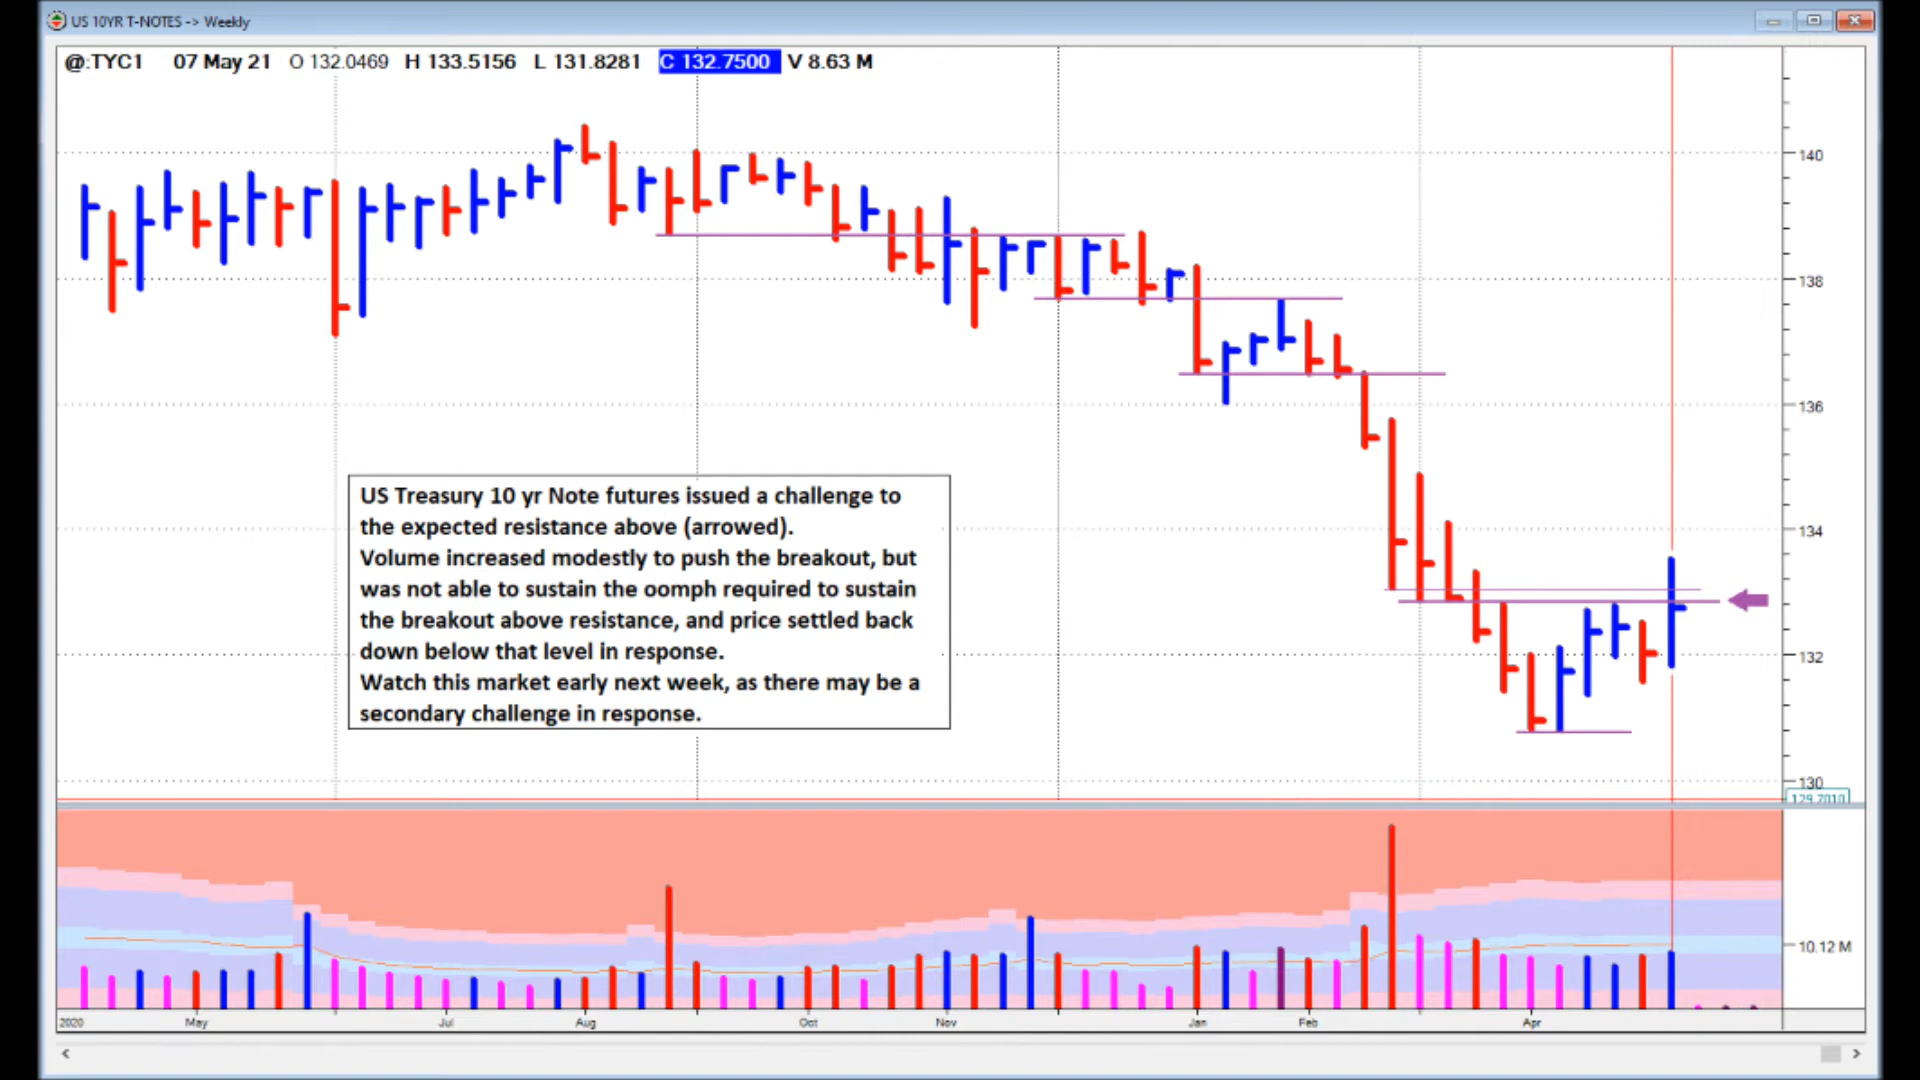 US 10YR T-NOTES -> Weekly
@:TYC1 07 May 21 O 132.0469 H 133.5156 L 131.8281 C 132.7500 V 8.63 M
140
138
136
134
132
130
129.7010
US Treasury 10 yr Note futures issued a challenge to
the expected resistance above (arrowed).
Volume increased modestly to push the breakout, but
was not able to sustain the oomph required to sustain
the breakout above resistance, and price settled back
down below that level in response.
Watch this market early next week, as there may be a
secondary challenge in response.
10.12 M
2020 May Jul Aug Oct Nov Jan Feb Apr